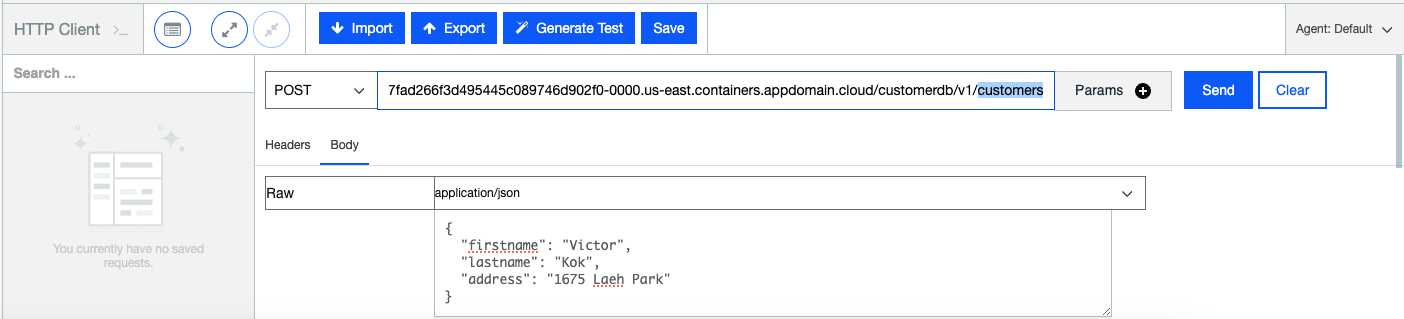 HTTP Client >_
Import
Export
Generate Test
Save
Agent: Default
Search ...
POST
7fad266f3d495445c089746d902f0-0000.us-east.containers.appdomain.cloud/customerdb/v1/customers
Params
Send
Clear
Headers
Body
Raw
application/json
{
"firstname": "Victor",
"lastname": "Kok",
"address": "1675 Laeh Park"
}
You currently have no saved
requests.